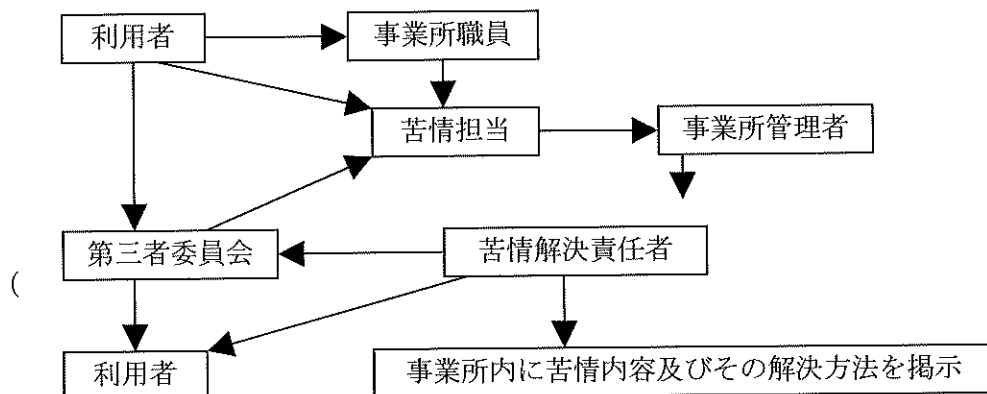 利用者
事業所職員
苦情担当
事業所管理者
第三者委員会
苦情解決責任者
(
利用者
事業所内に苦情内容及びその解決方法を掲示